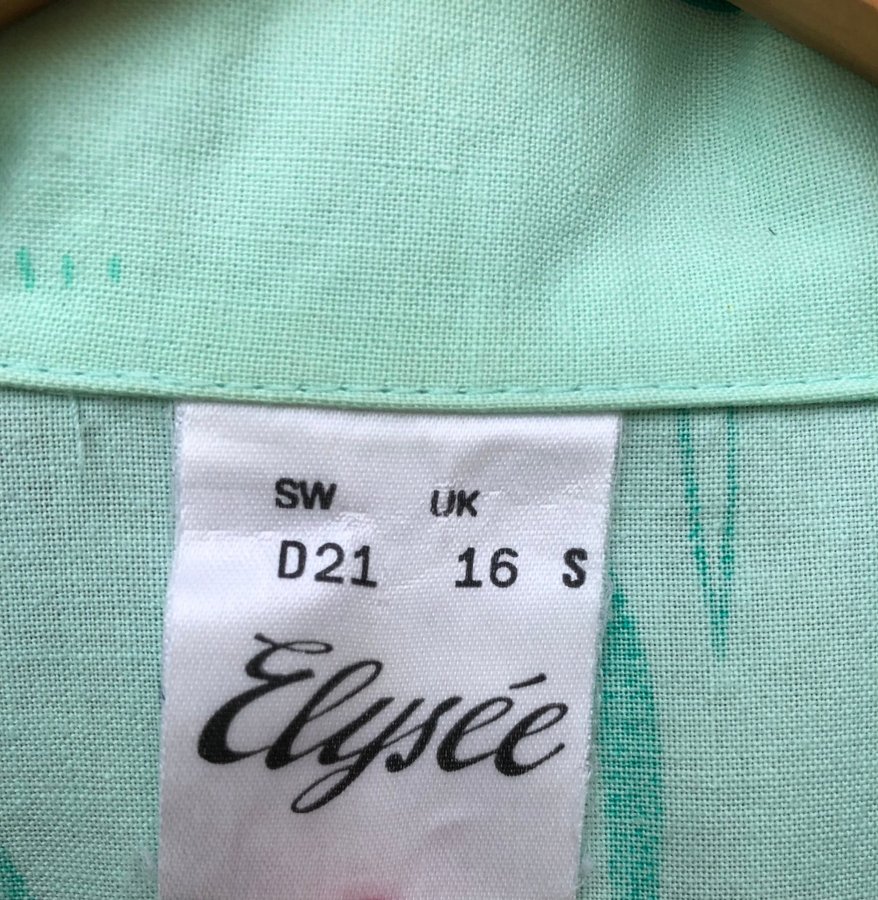 SW UK
D21 16 S
Elysée